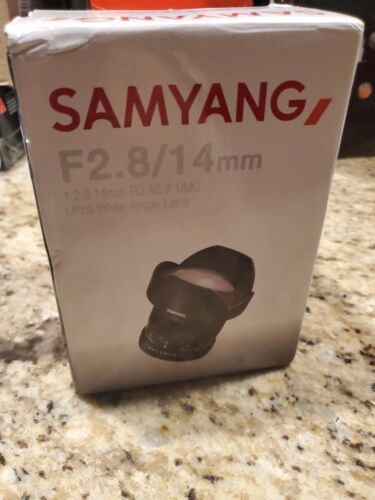 SAMYANG
F2.8/14mm
1:2.8 14mm ED AS IF UMC
Ultra Wide Angle Lens
SAMYANG